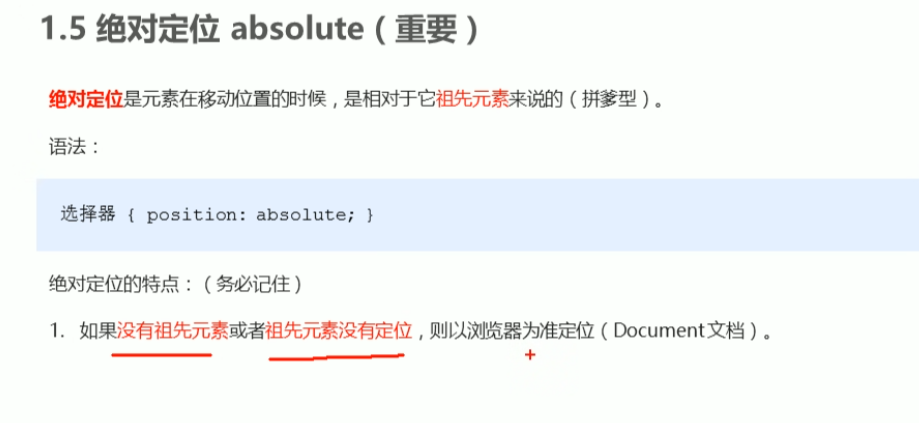 1.5 绝对定位 absolute（重要）
绝对定位是元素在移动位置的时候，是相对于它祖先元素来说的（拼爹型）。
语法：
选择器 { position: absolute; }
绝对定位的特点：（务必记住）
1. 如果没有祖先元素或者祖先元素没有定位，则以浏览器为准定位（Document文档）。